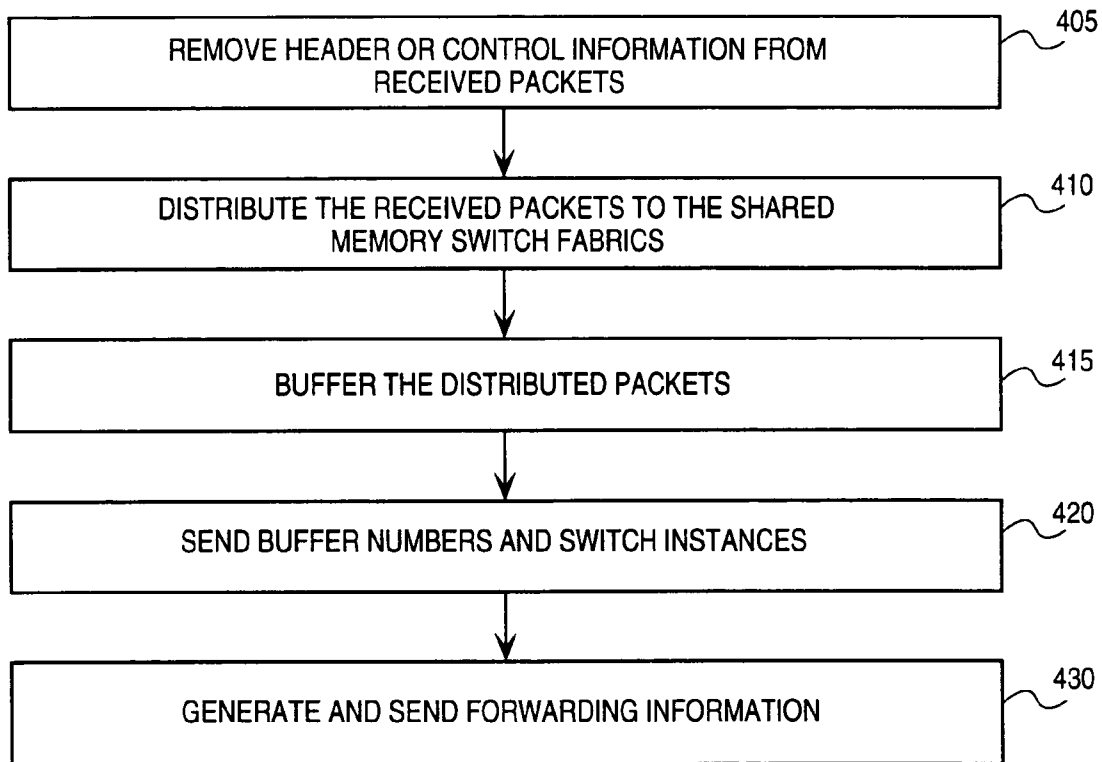 405
REMOVE HEADER OR CONTROL INFORMATION FROM
RECEIVED PACKETS
410
DISTRIBUTE THE RECEIVED PACKETS TO THE SHARED
MEMORY SWITCH FABRICS
415
BUFFER THE DISTRIBUTED PACKETS
420
SEND BUFFER NUMBERS AND SWITCH INSTANCES
430
GENERATE AND SEND FORWARDING INFORMATION